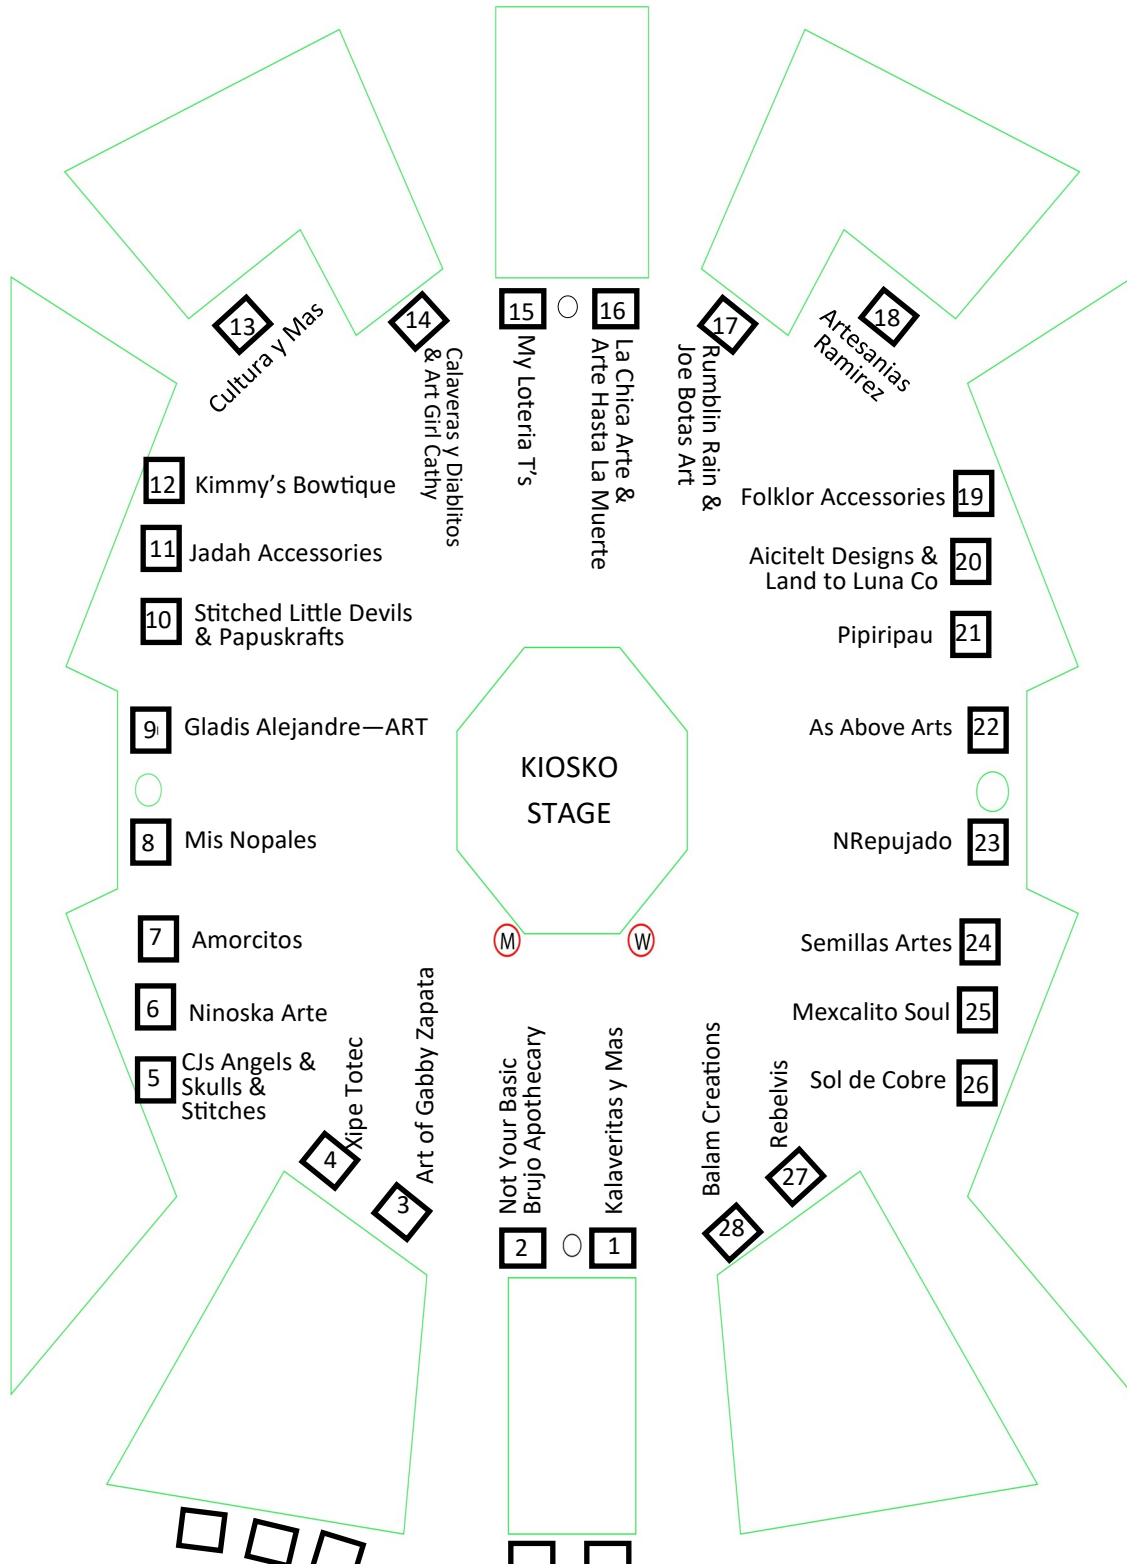 15
16
13
14
17
18
Cultura y Mas
Calaveras y Diablitos
& Art Girl Cathy
My Loteria T's
La Chica Arte &
Arte Hasta La Muerte
Rumblin Rain &
Joe Botas Art
Artesanias
Ramirez
12 Kimmy’s Bowtique
Folklor Accessories 19
11 Jadah Accessories
Aicitelt Designs &
Land to Luna Co
20
10
Stitched Little Devils
& Papuskrafts
Pipiripau 21
9 Gladis Alejandre—ART
As Above Arts 22
KIOSKO
STAGE
8 Mis Nopales
NRepujado 23
7 Amorcitos
M
W
Semillas Artes 24
6 Ninoska Arte
Mexcalito Soul 25
5
CJs Angels &
Skulls &
Stitches
Sol de Cobre 26
Xipe Totec
Art of Gabby Zapata
Not Your Basic
Brujo Apothecary
Kalaveritas y Mas
Balam Creations
Rebelvis
4
3
2
1
28
27